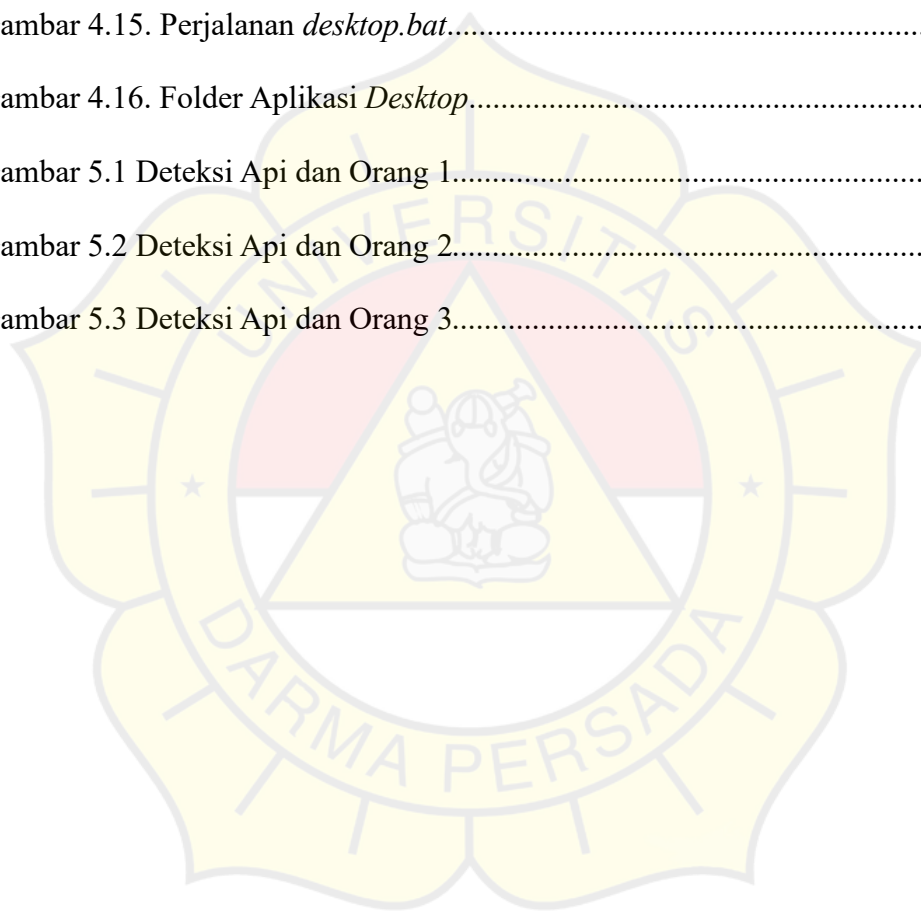 ambar 4.15. Perjalanan desktop.bat..........................................................
ambar 4.16. Folder Aplikasi Desktop.......................................................
ambar 5.1 Deteksi Api dan Orang 1.........................................................
ambar 5.2 Deteksi Api dan Orang 2.........................................................
ambar 5.3 Deteksi Api dan Orang 3.........................................................
UNIVERSITAS
DARMA PERSADA